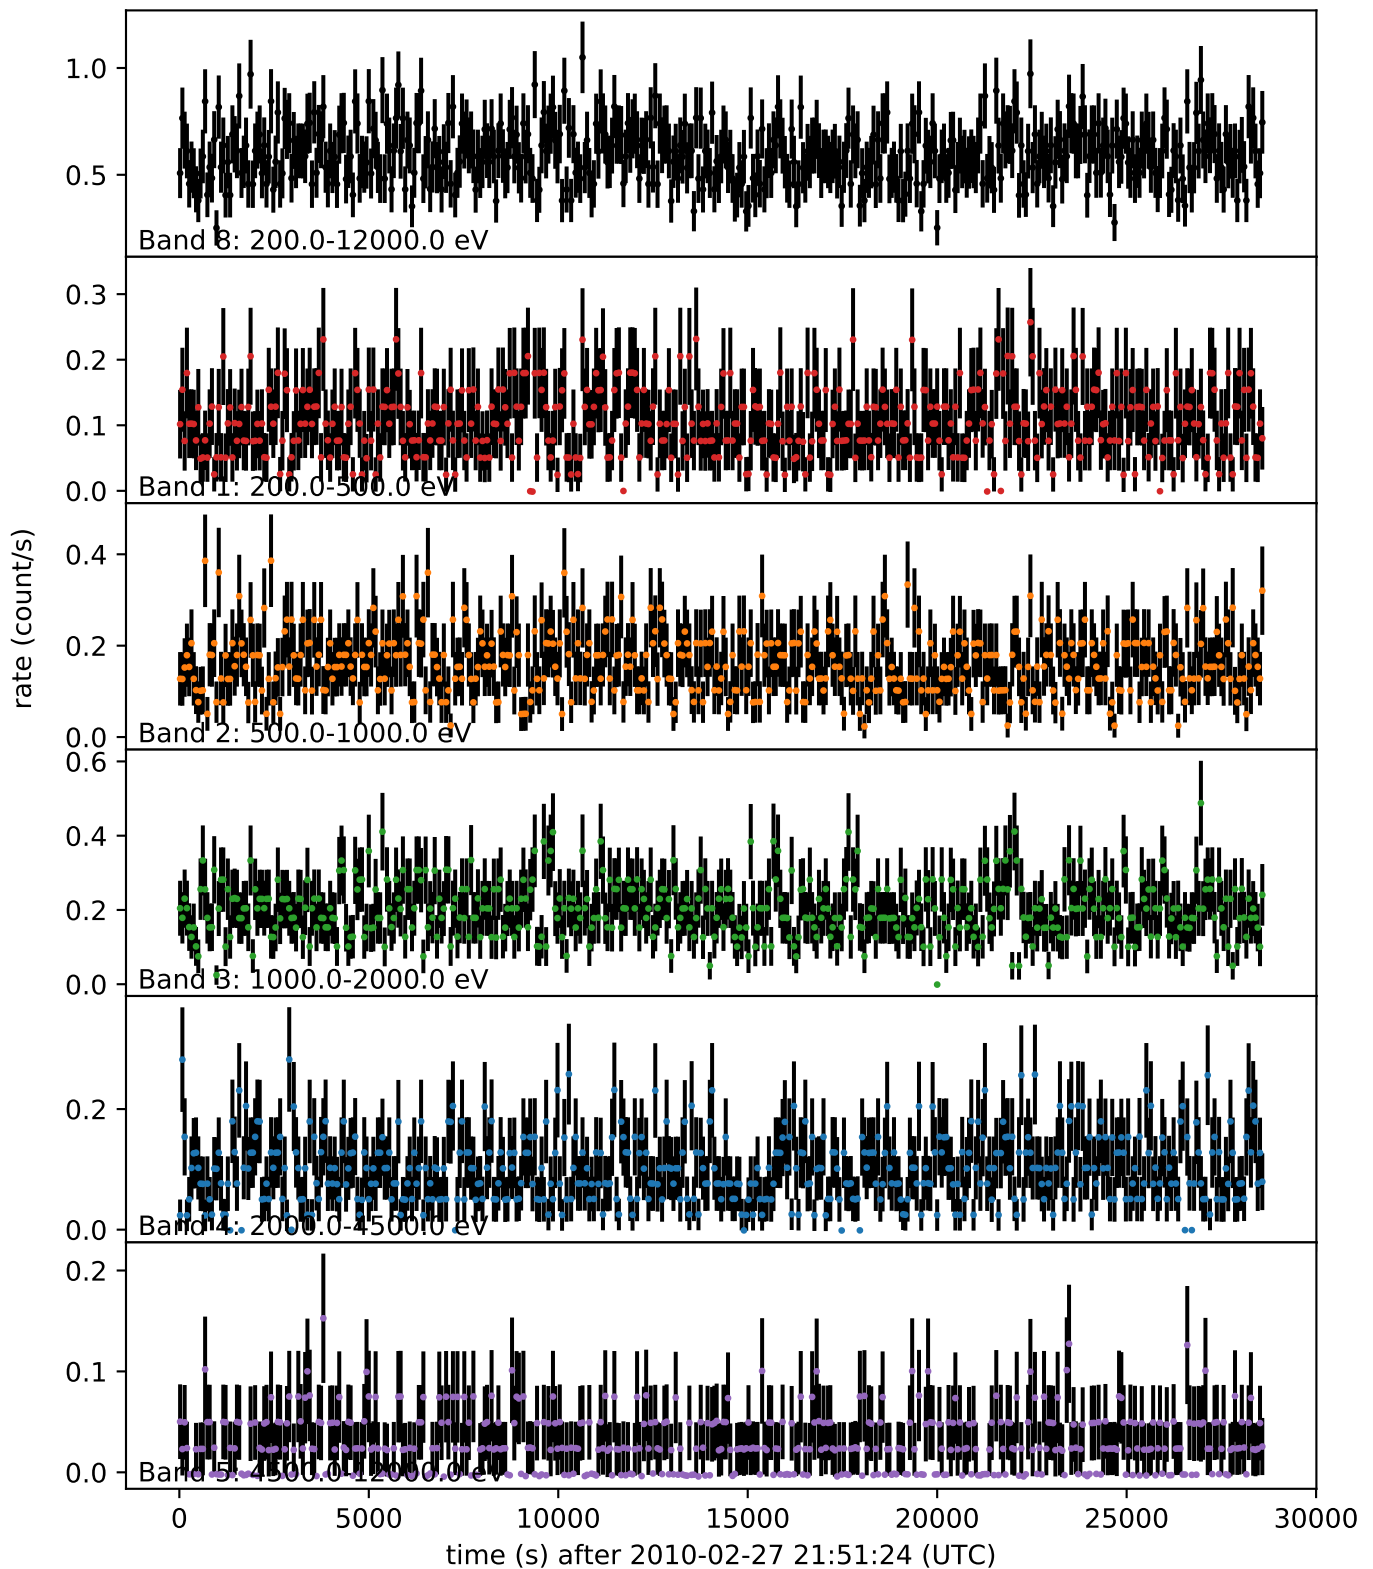 1.0
0.5
Band 8: 200.0-12000.0 eV
0.3
0.2
0.1
0.0
Band 1: 200.0-500.0 eV
0.4
0.2
0.0
Band 2: 500.0-1000.0 eV
rate (count/s)
0.6
0.4
0.2
0.0
Band 3: 1000.0-2000.0 eV
0.2
0.0
Band 4: 2000.0-4500.0 eV
0.2
0.1
0.0
Band 5: 4500.0-12000.0 eV
0 5000 10000 15000 20000 25000 30000
time (s) after 2010-02-27 21:51:24 (UTC)